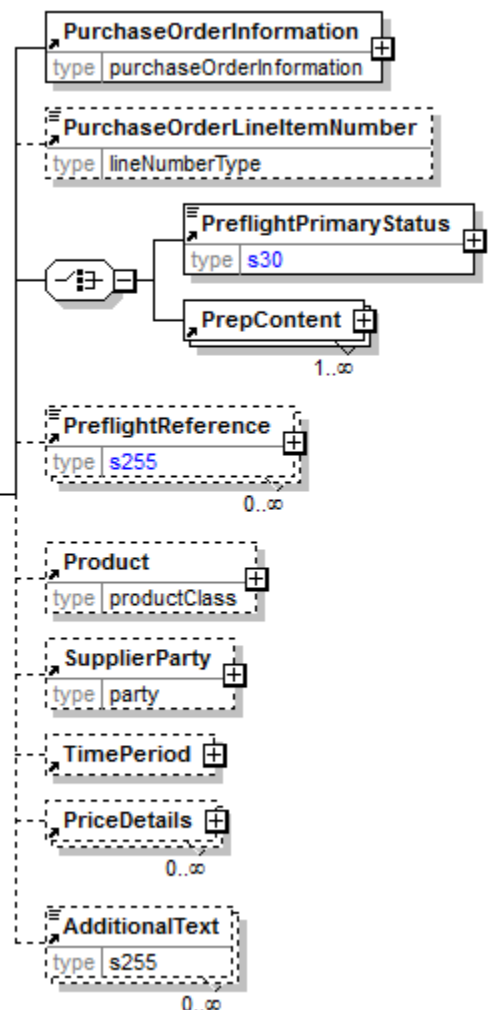 PurchaseOrderInformation
type purchaseOrderInformation
PurchaseOrderLineItemNumber
type lineNumberType
PreflightPrimaryStatus
type s30
PrepContent
1..∞
PreflightReference
type s255
0..∞
Product
type productClass
SupplierParty
type party
TimePeriod
PriceDetails
0..∞
AdditionalText
type s255
0..∞